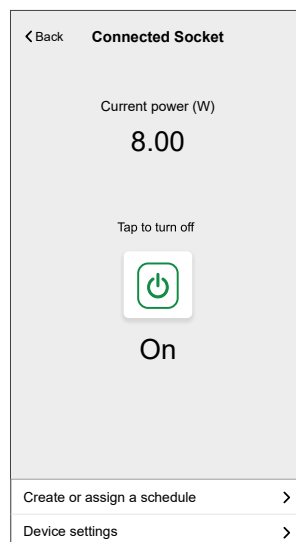 Back Connected Socket
Current power (W)
8.00
Tap to turn off
On
Create or assign a schedule
Device settings